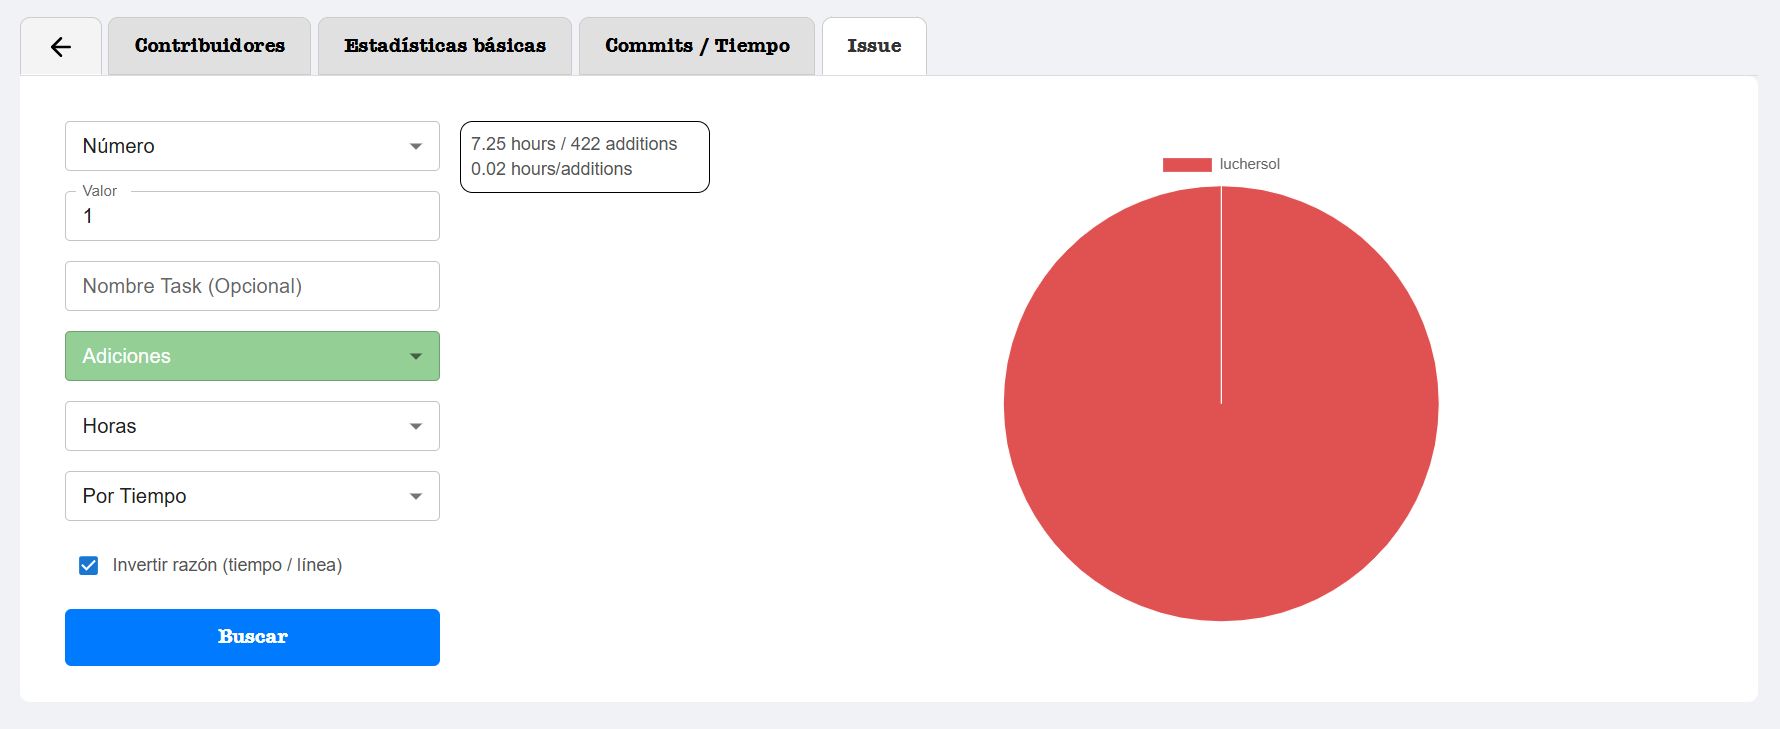 Contribuidores
Estadísticas básicas
Commits / Tiempo
Issue
Número
Valor
1
Nombre Task (Opcional)
Adiciones
Horas
Por Tiempo
Invertir razón (tiempo / línea)
Buscar
7.25 hours / 422 additions
0.02 hours/additions
luchersol